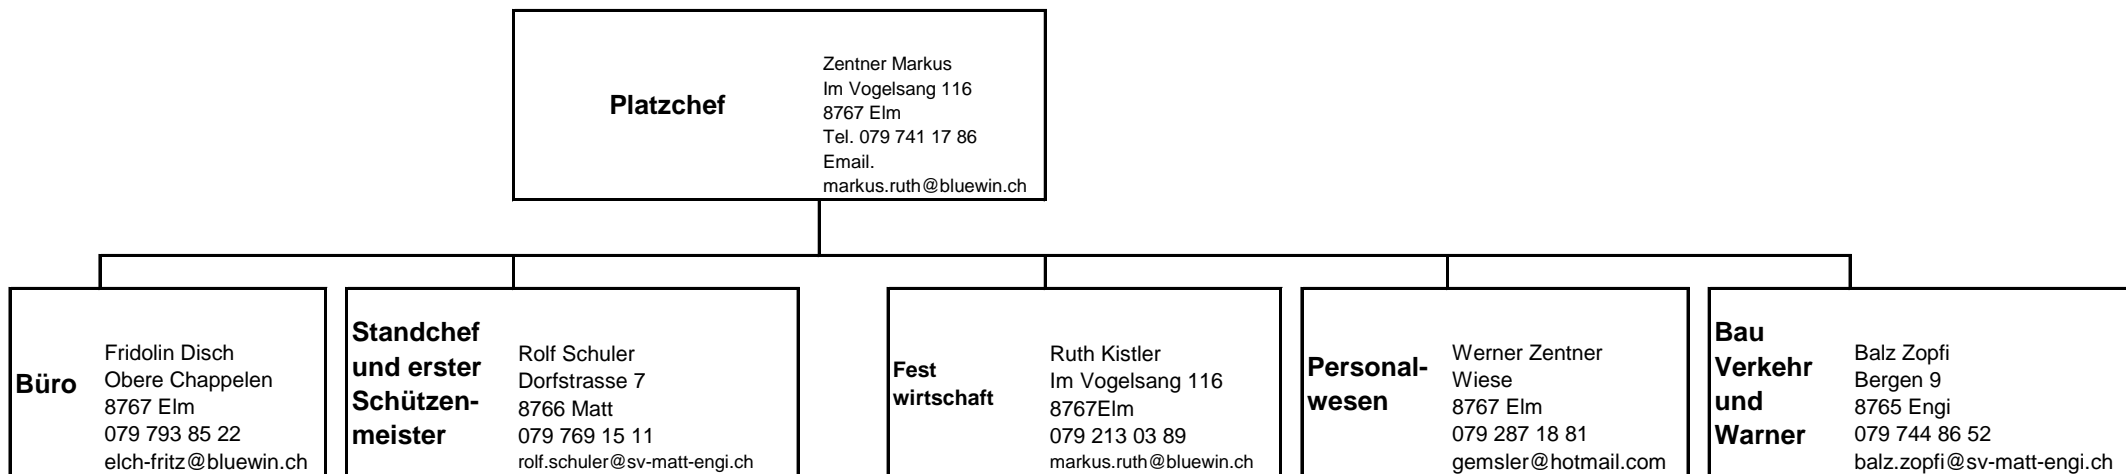 Platzchef
Zentner Markus
Im Vogelsang 116
8767 Elm
Tel. 079 741 17 86
Email.
markus.ruth@bluewin.ch
Büro
Fridolin Disch
Obere Chappelen
8767 Elm
079 793 85 22
elch-fritz@bluewin.ch
Standchef
und erster
Schützen-
meister
Rolf Schuler
Dorfstrasse 7
8766 Matt
079 769 15 11
rolf.schuler@sv-matt-engi.ch
Fest
wirtschaft
Ruth Kistler
Im Vogelsang 116
8767Elm
079 213 03 89
markus.ruth@bluewin.ch
Personal-
wesen
Werner Zentner
Wiese
8767 Elm
079 287 18 81
gemsler@hotmail.com
Bau
Verkehr
und
Warner
Balz Zopfi
Bergen 9
8765 Engi
079 744 86 52
balz.zopfi@sv-matt-engi.ch